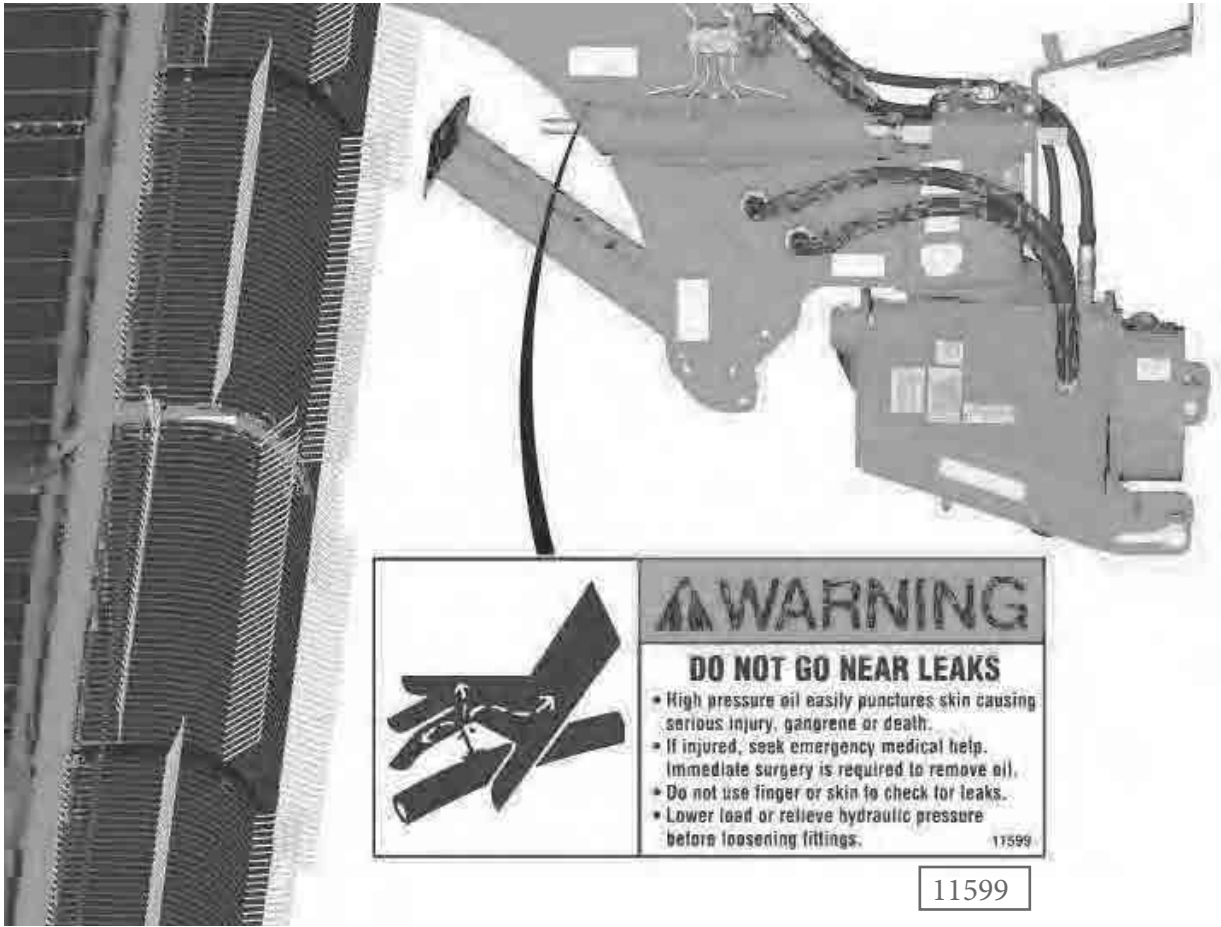 WARNING
DO NOT GO NEAR LEAKS
• High pressure oil easily punctures skin causing
serious injury, gangrene or death.
• If injured, seek emergency medical help.
Immediate surgery is required to remove oil.
• Do not use finger or skin to check for leaks.
• Lower load or relieve hydraulic pressure
before loosening fittings.
11599
11599